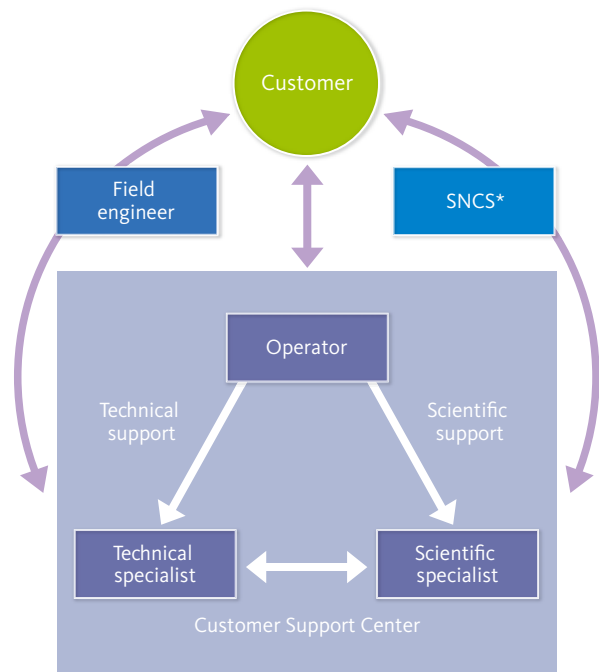 Customer
Field
engineer
SNCS*
Operator
Technical
support
Scientific
support
Technical
specialist
Scientific
specialist
Customer Support Center